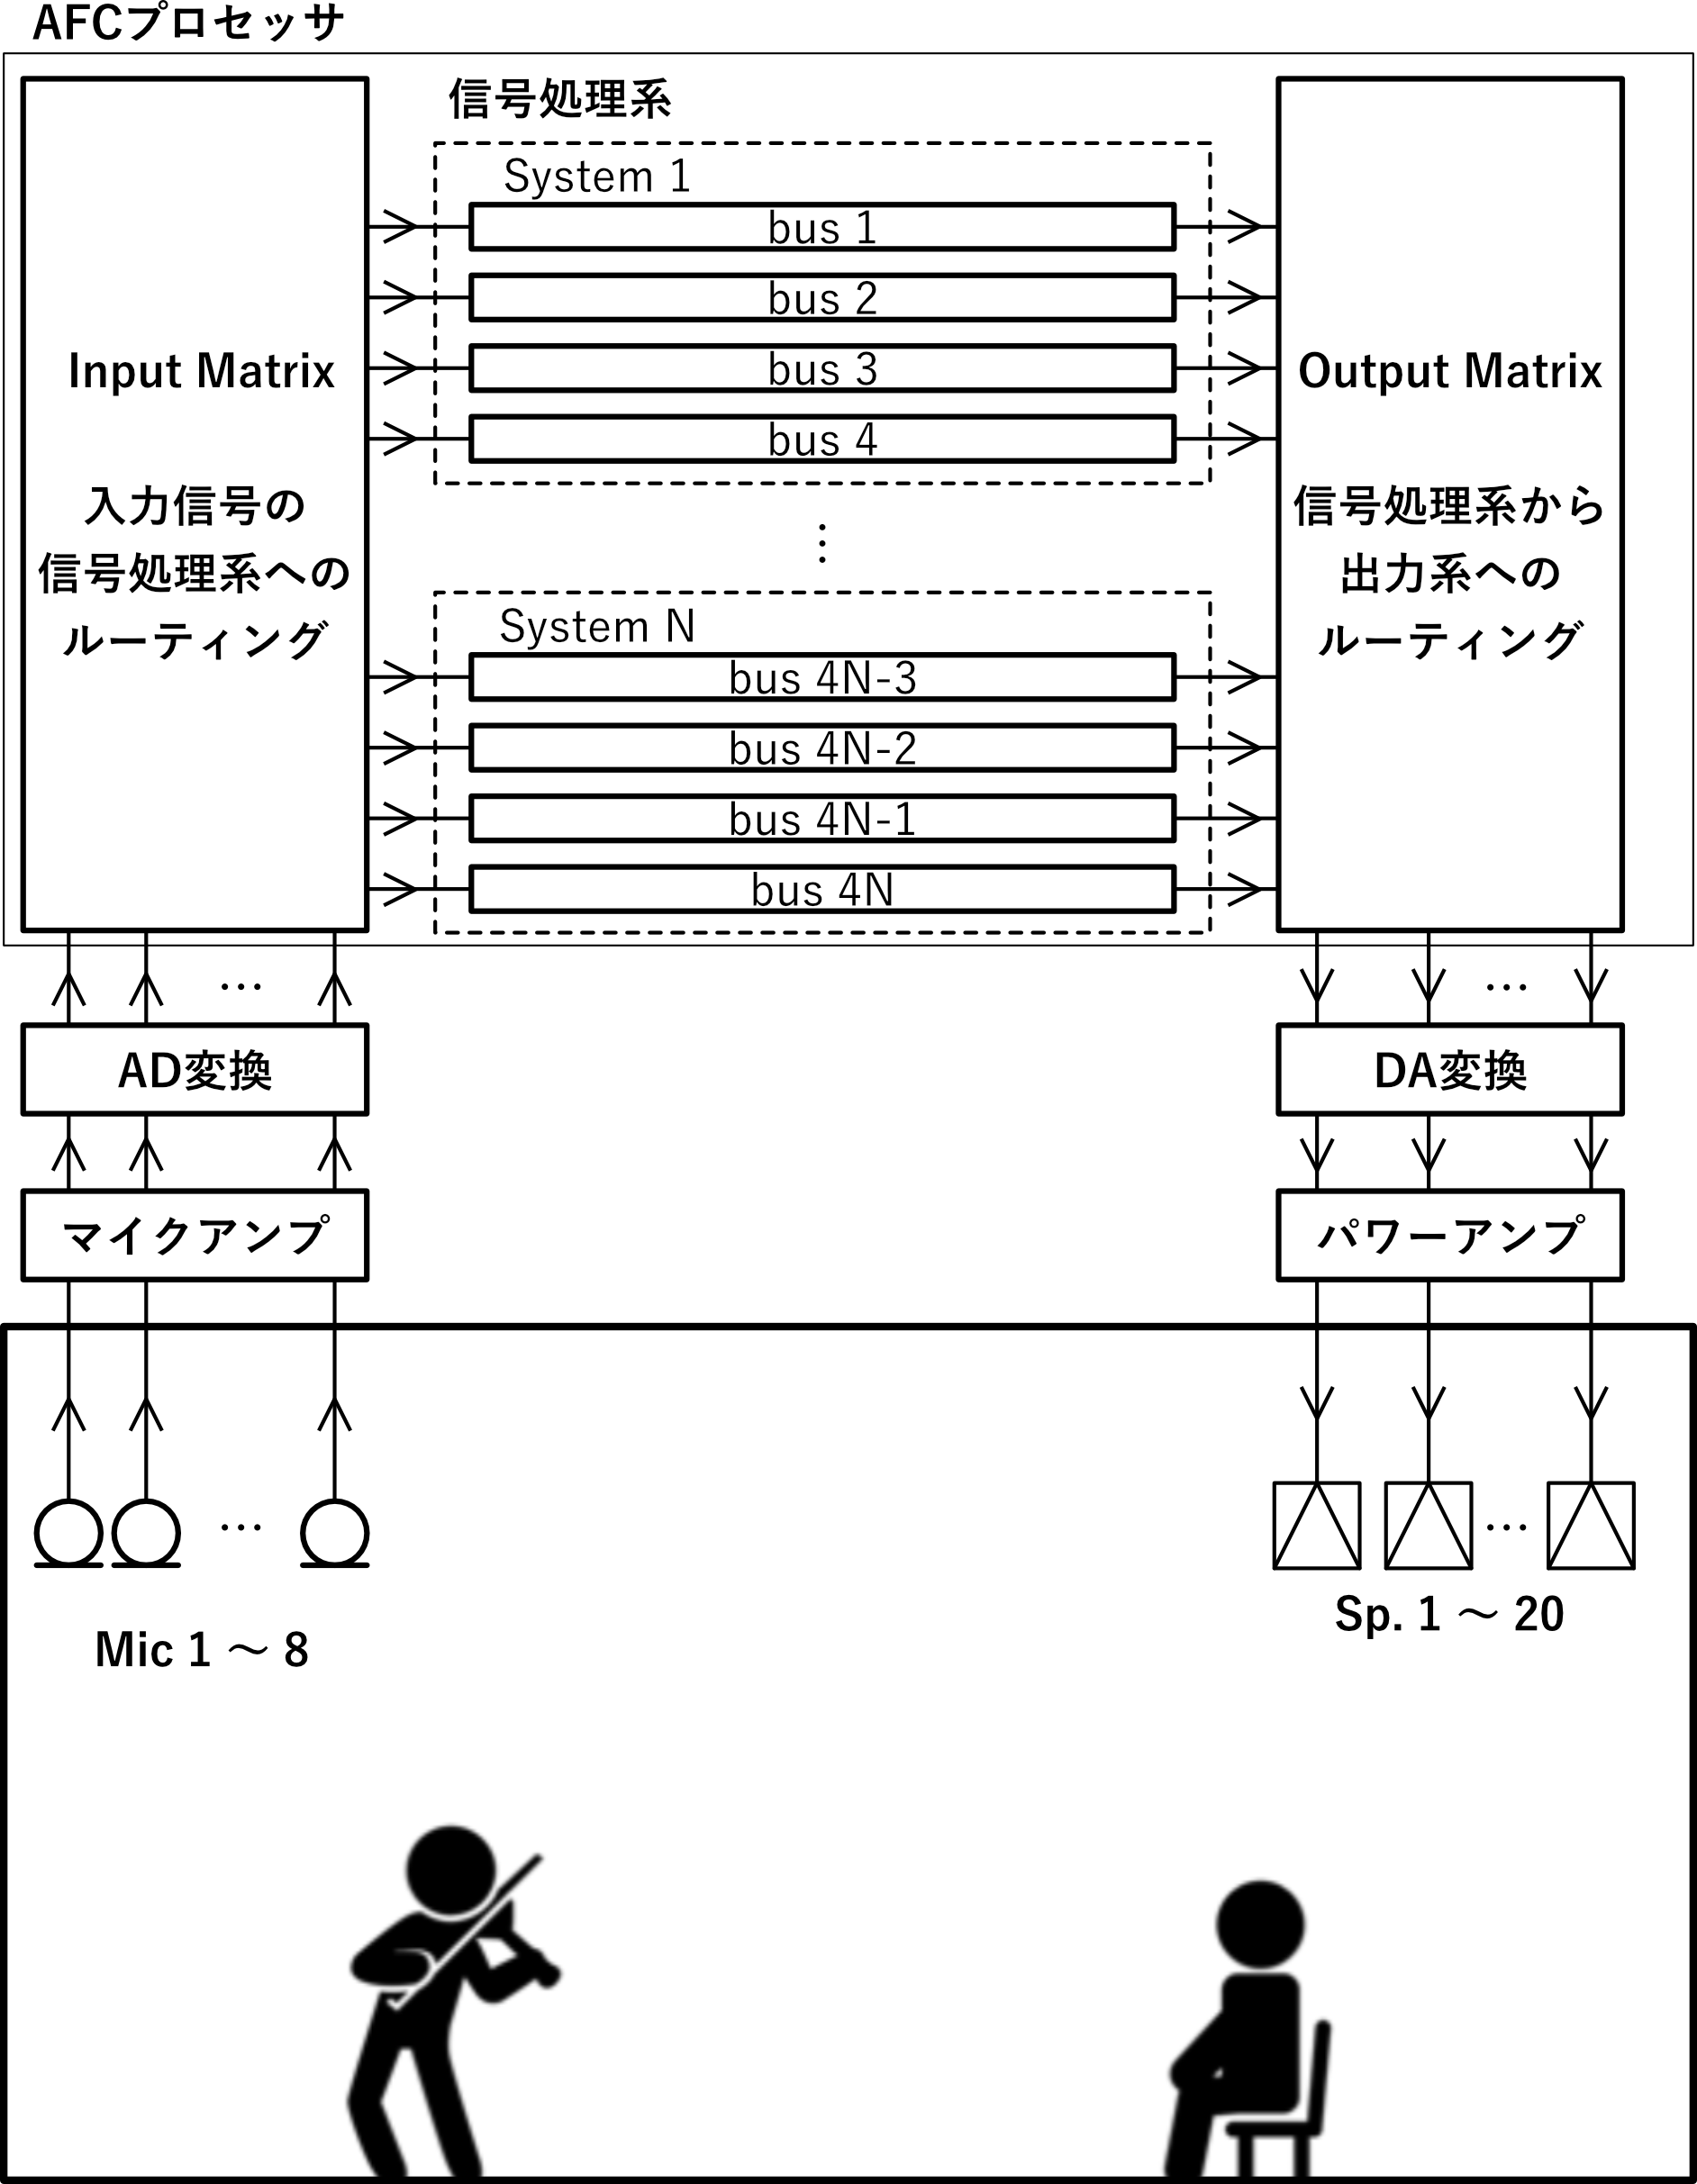 AFCプロセッサ
信号処理系
System 1
bus 1
bus 2
bus 3
bus 4
Input Matrix
入力信号の
信号処理系への
ルーティング
Output Matrix
信号処理系から
出力系への
ルーティング
⋮
System N
bus 4N-3
bus 4N-2
bus 4N-1
bus 4N
…
…
AD変換
DA変換
マイクアンプ
パワーアンプ
…
…
Mic 1 ～ 8
Sp. 1 ～ 20